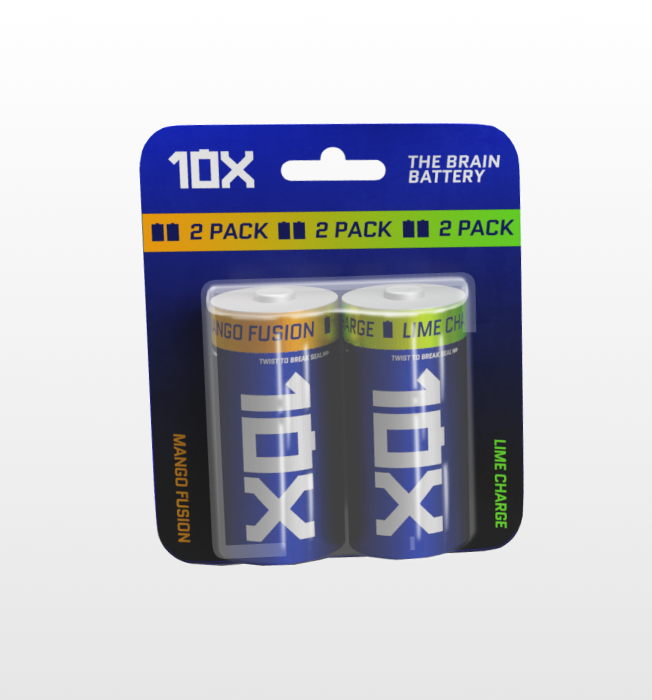 10X
THE BRAIN
BATTERY
2 PACK 2 PACK 2 PACK
NGO FUSION
ARGE LIME CHA
TWIST TO BREAK SEAL
TWIST TO BREAK SEAL
10X
10X
MANGO FUSION
LIME CHARGE